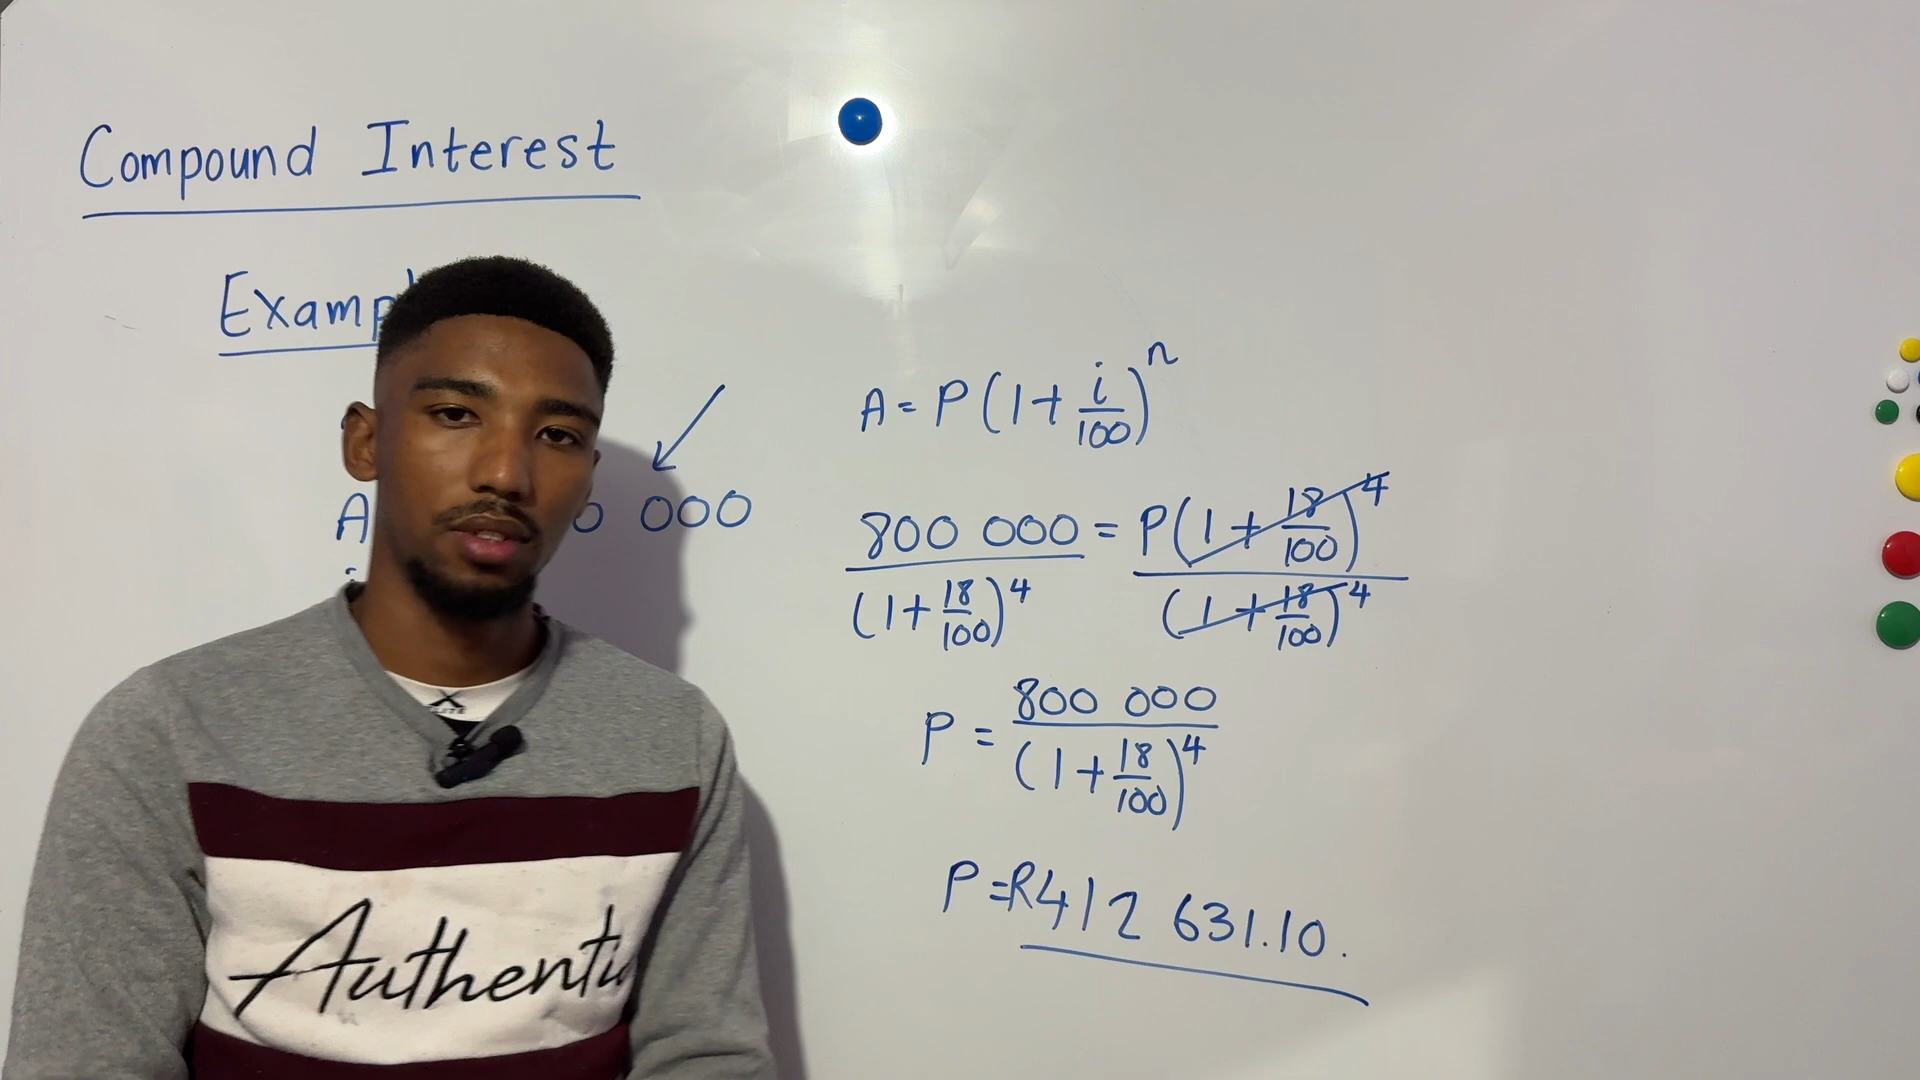 Compound Interest
Examp
A = P(1 + i/100)^n
A 0 000
800 000 = P(1 + 18/100)^4
(1 + 18/100)^4 (1 + 18/100)^4
P = 800 000/(1 + 18/100)^4
P = R412 631.10.
Authenti